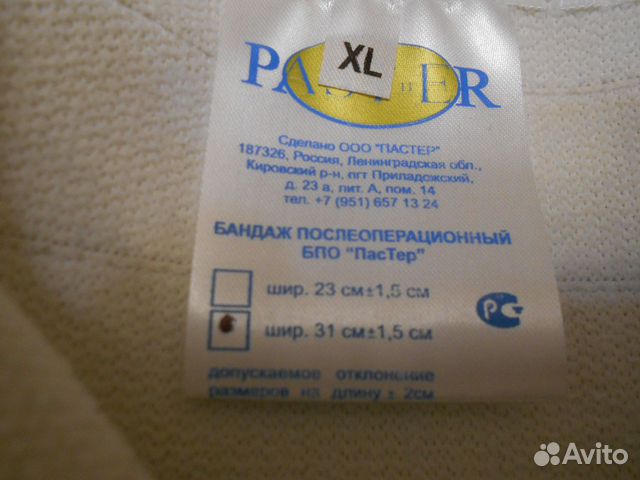 XL
Сделано ООО "ПАСТЕР"
187326, Россия, Ленинградская обл.,
Кировский р-н, пгт Приладожский,
д. 23 а, лит. А, пом. 14
тел. +7 (951) 657 13 24
БАНДАЖ ПОСЛЕОПЕРАЦИОННЫЙ
БПО "ПасТер"
шир. 23 см±1,5 см
шир. 31 см±1,5 см
допускаемое отклонение
размеров на длину ± 2см
Avito